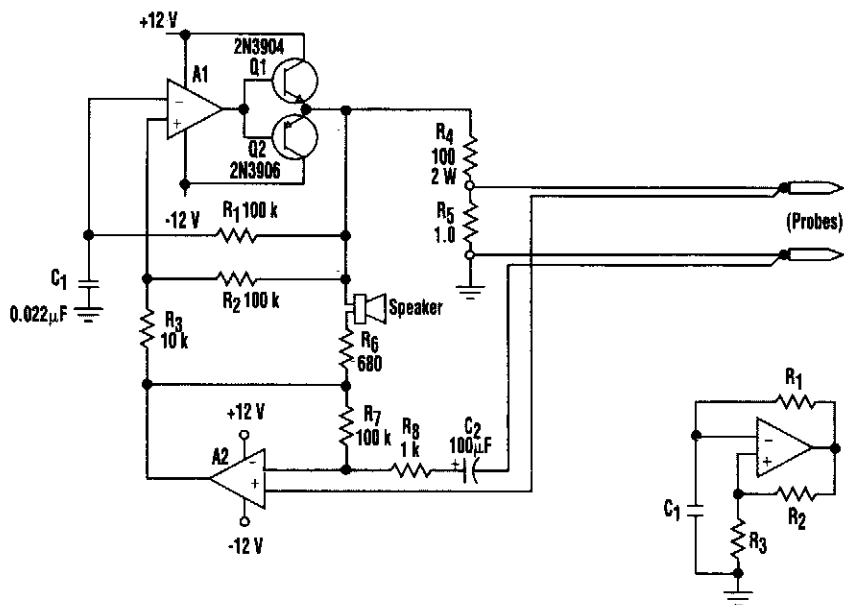 +12 V
2N3904
Q1
A1
−
+
Q2
2N3906
-12 V
R4
100
2 W
R5
1.0
(Probes)
R1 100 k
C1
0.022µF
R2 100 k
Speaker
R3
10 k
R6
680
+12 V
R7
100 k
R8
1 k
C2
100µF
+
A2
−
+
-12 V
R1
−
+
R2
C1
R3